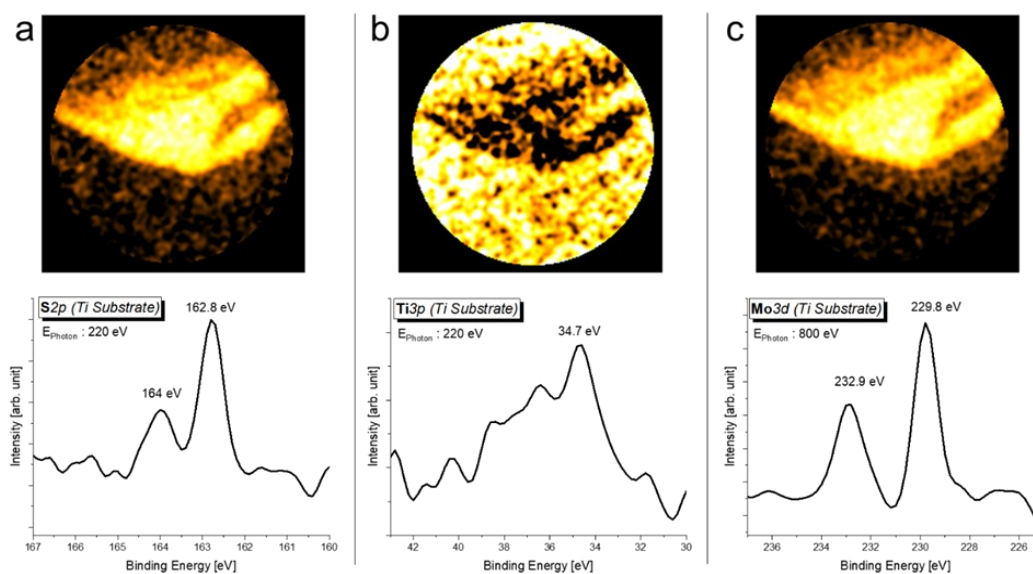 a
b
c
S2p (Ti Substrate)
E Photon : 220 eV
162.8 eV
164 eV
Intensity [arb. unit]
167 166 165 164 163 162 161 160
Binding Energy [eV]
Ti3p (Ti Substrate)
E Photon : 220 eV
34.7 eV
Intensity [arb. unit]
42 40 38 36 34 32 30
Binding Energy [eV]
Mo3d (Ti Substrate)
E Photon : 800 eV
229.8 eV
232.9 eV
Intensity [arb. unit]
236 234 232 230 228 226
Binding Energy [eV]